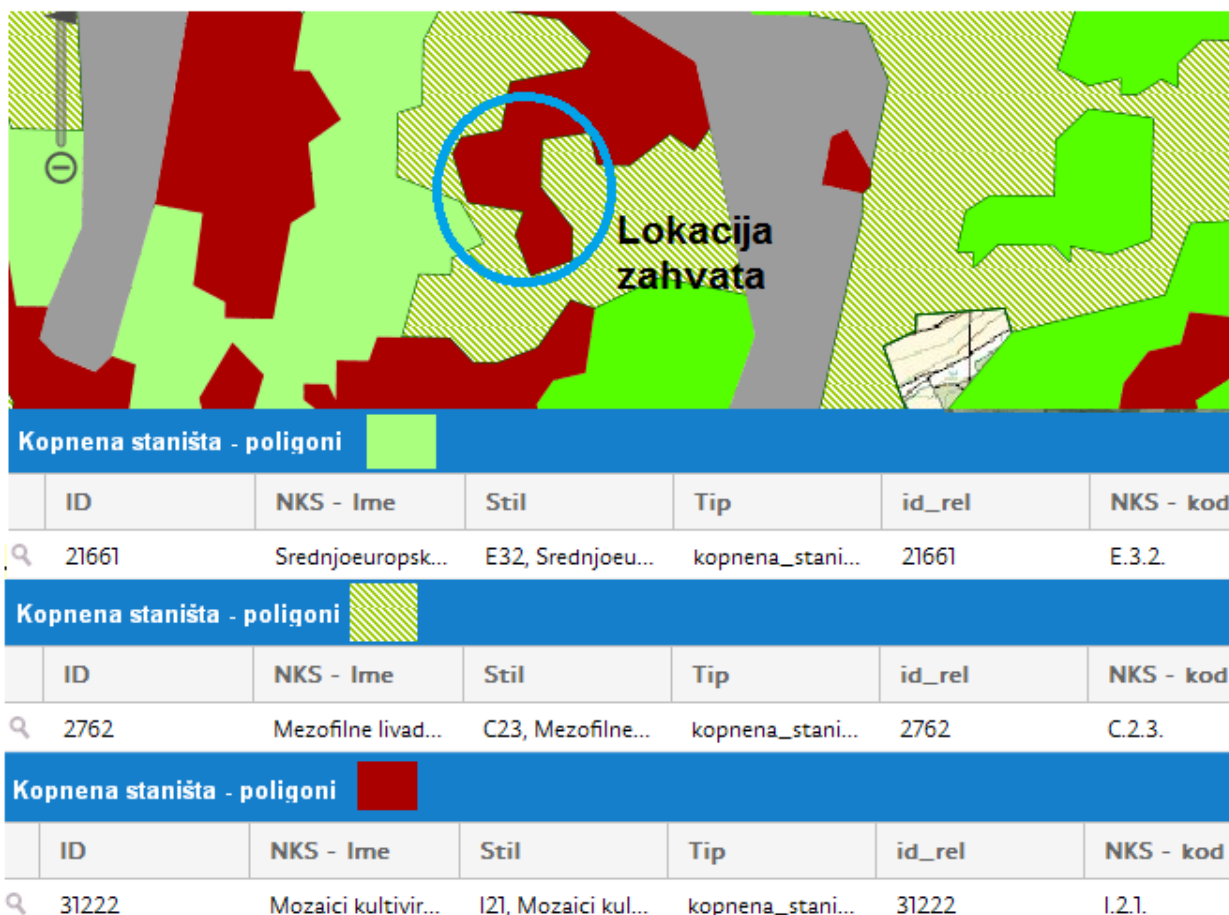 Lokacija
zahvata
Kopnena staništa - poligoni
ID NKS - Ime Stil Tip id_rel NKS - kod
21661 Srednjoeuropsk... E32, Srednjoeu... kopnena_stani... 21661 E.3.2.
Kopnena staništa - poligoni
ID NKS - Ime Stil Tip id_rel NKS - kod
2762 Mezofilne livad... C23, Mezofilne... kopnena_stani... 2762 C.2.3.
Kopnena staništa - poligoni
ID NKS - Ime Stil Tip id_rel NKS - kod
31222 Mozaici kultivir... I21, Mozaici kul... kopnena_stani... 31222 I.2.1.